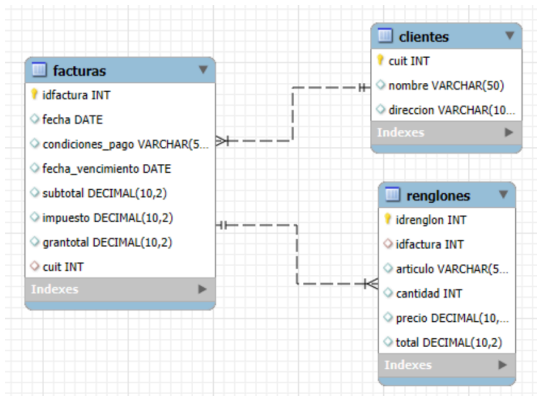 facturas
idfactura INT
fecha DATE
condiciones_pago VARCHAR(5...
fecha_vencimiento DATE
subtotal DECIMAL(10,2)
impuesto DECIMAL(10,2)
grantotal DECIMAL(10,2)
cuit INT
Indexes
clientes
cuit INT
nombre VARCHAR(50)
direccion VARCHAR(10...
Indexes
renglones
idrenglon INT
idfactura INT
articulo VARCHAR(5...
cantidad INT
precio DECIMAL(10,...
total DECIMAL(10,2)
Indexes